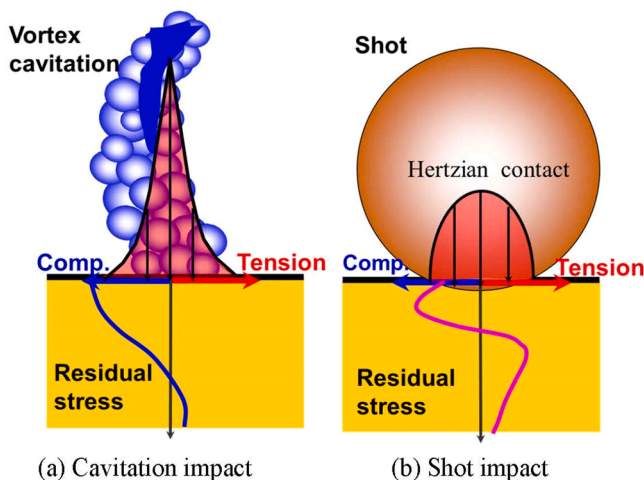 Vortex
cavitation
Comp.
Tension
Residual
stress
(a) Cavitation impact
Shot
Hertzian contact
Comp.
Tension
Residual
stress
(b) Shot impact